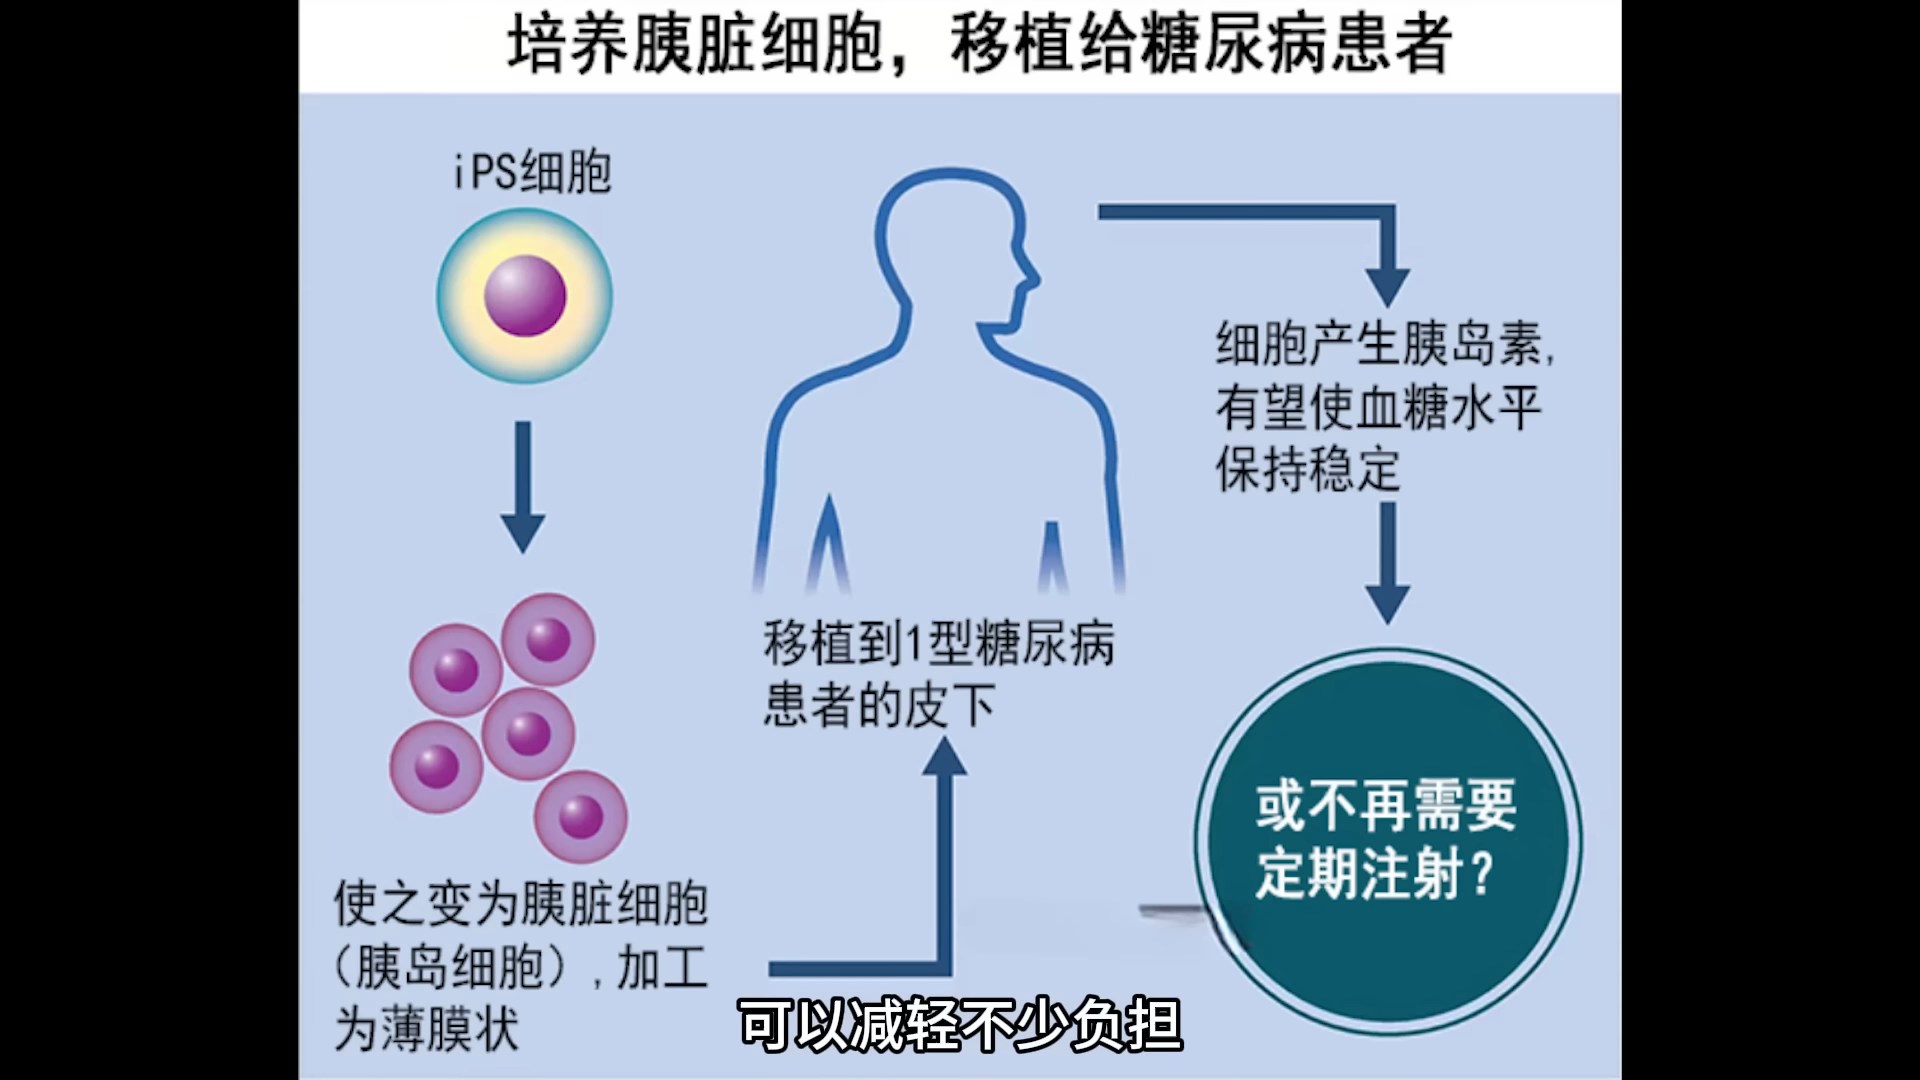 培养胰脏细胞，移植给糖尿病患者
iPS细胞
使之变为胰脏细胞
（胰岛细胞），加工
为薄膜状
移植到1型糖尿病
患者的皮下
细胞产生胰岛素，
有望使血糖水平
保持稳定
或不再需要
定期注射？
可以减轻不少负担